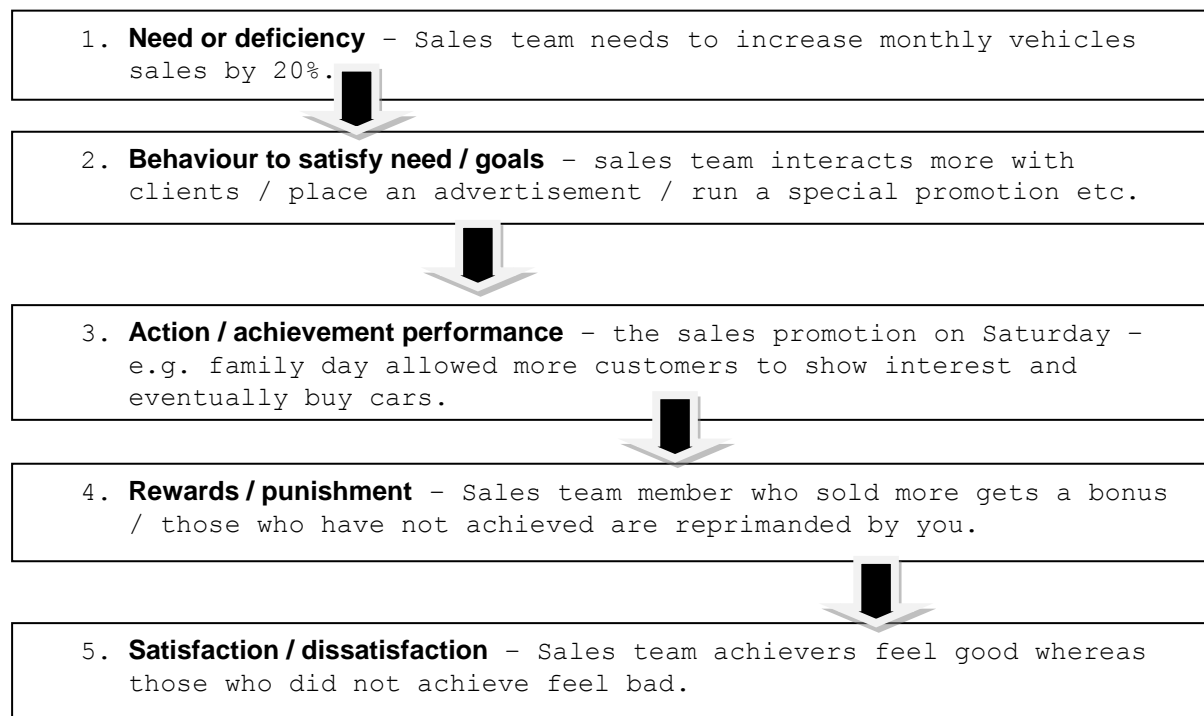 1. Need or deficiency – Sales team needs to increase monthly vehicles
sales by 20%.
2. Behaviour to satisfy need / goals – sales team interacts more with
clients / place an advertisement / run a special promotion etc.
3. Action / achievement performance – the sales promotion on Saturday –
e.g. family day allowed more customers to show interest and
eventually buy cars.
4. Rewards / punishment – Sales team member who sold more gets a bonus
/ those who have not achieved are reprimanded by you.
5. Satisfaction / dissatisfaction – Sales team achievers feel good whereas
those who did not achieve feel bad.